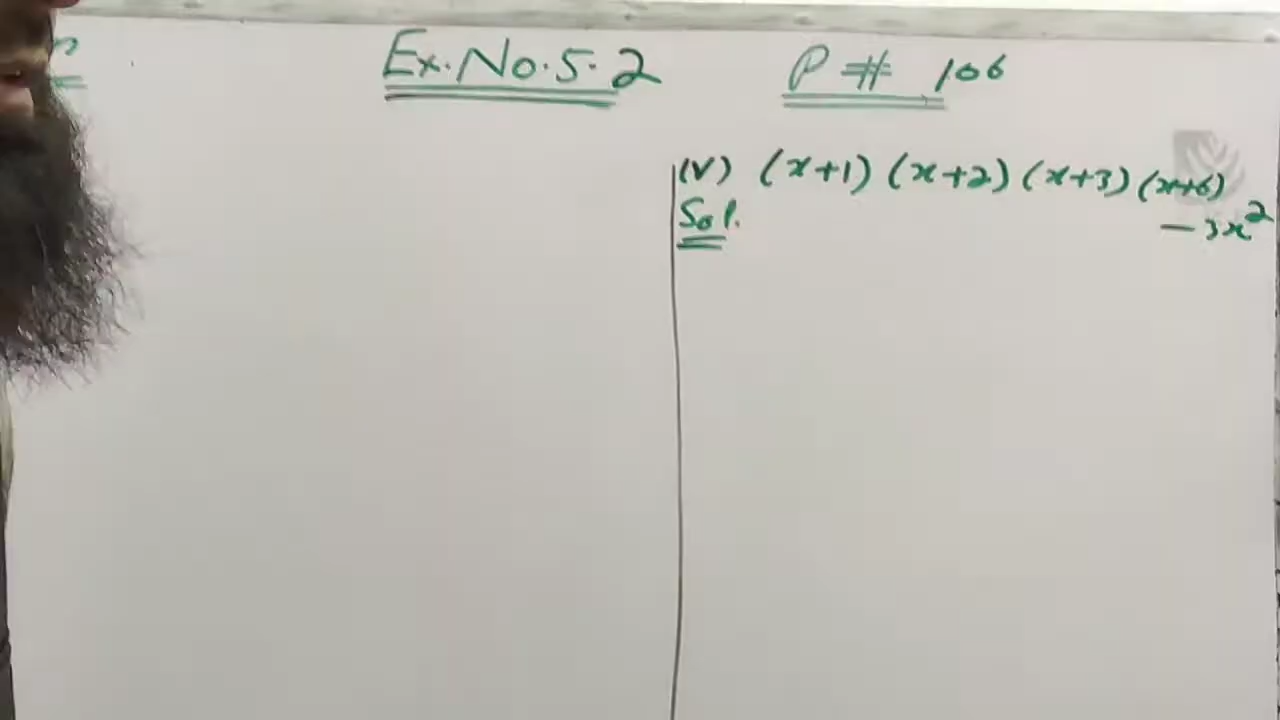 Ex.No.5.2
P # 106
(V) (x+1) (x+2) (x+3) (x+6)
- 3x²
Sol.